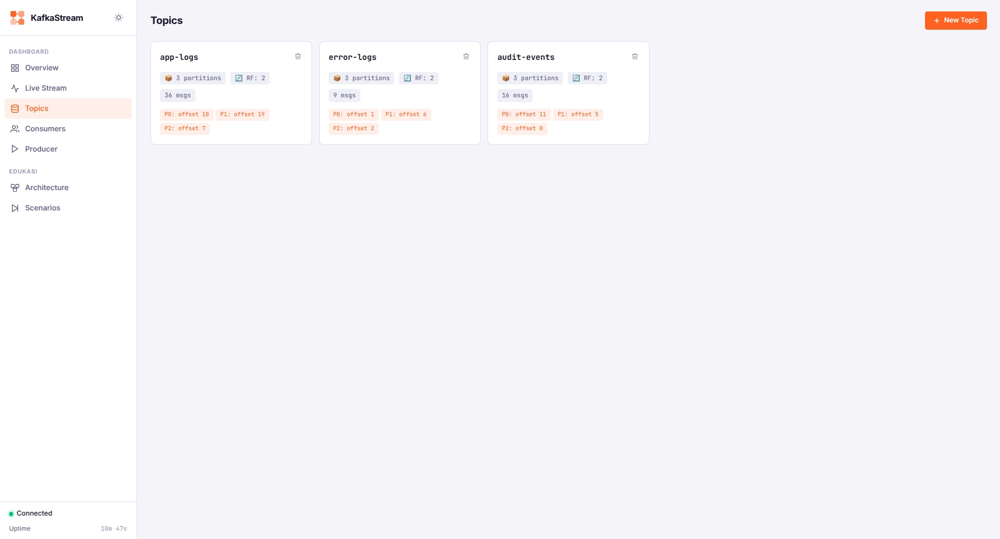 KafkaStream
DASHBOARD
Overview
Live Stream
Topics
Consumers
Producer
EDUKASI
Architecture
Scenarios
Connected
Uptime 10m 47s
Topics
+ New Topic
app-logs
📦 3 partitions 🔄 RF: 2
36 msgs
P0: offset 10 P1: offset 19
P2: offset 7
error-logs
📦 3 partitions 🔄 RF: 2
9 msgs
P0: offset 1 P1: offset 6
P2: offset 2
audit-events
📦 3 partitions 🔄 RF: 2
16 msgs
P0: offset 11 P1: offset 5
P2: offset 0